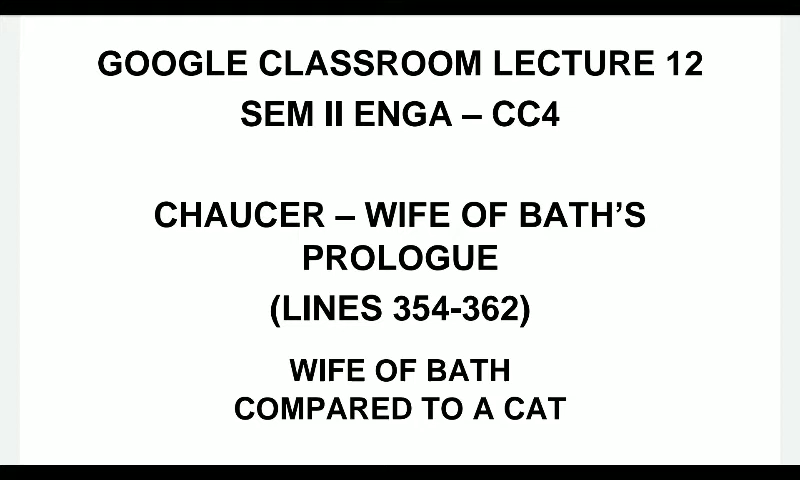 GOOGLE CLASSROOM LECTURE 12
SEM II ENGA – CC4
CHAUCER – WIFE OF BATH’S
PROLOGUE
(LINES 354-362)
WIFE OF BATH
COMPARED TO A CAT